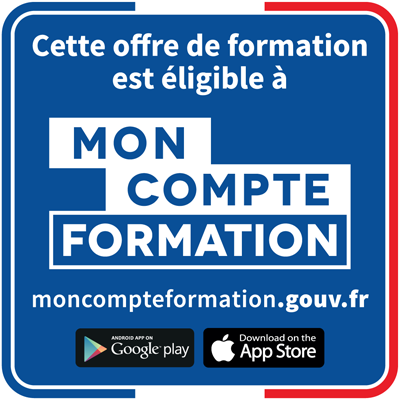 Cette offre de formation
est éligible à
MON
COMPTE
FORMATION
moncompteformation.gouv.fr
ANDROID APP ON
Google play
Download on the
App Store